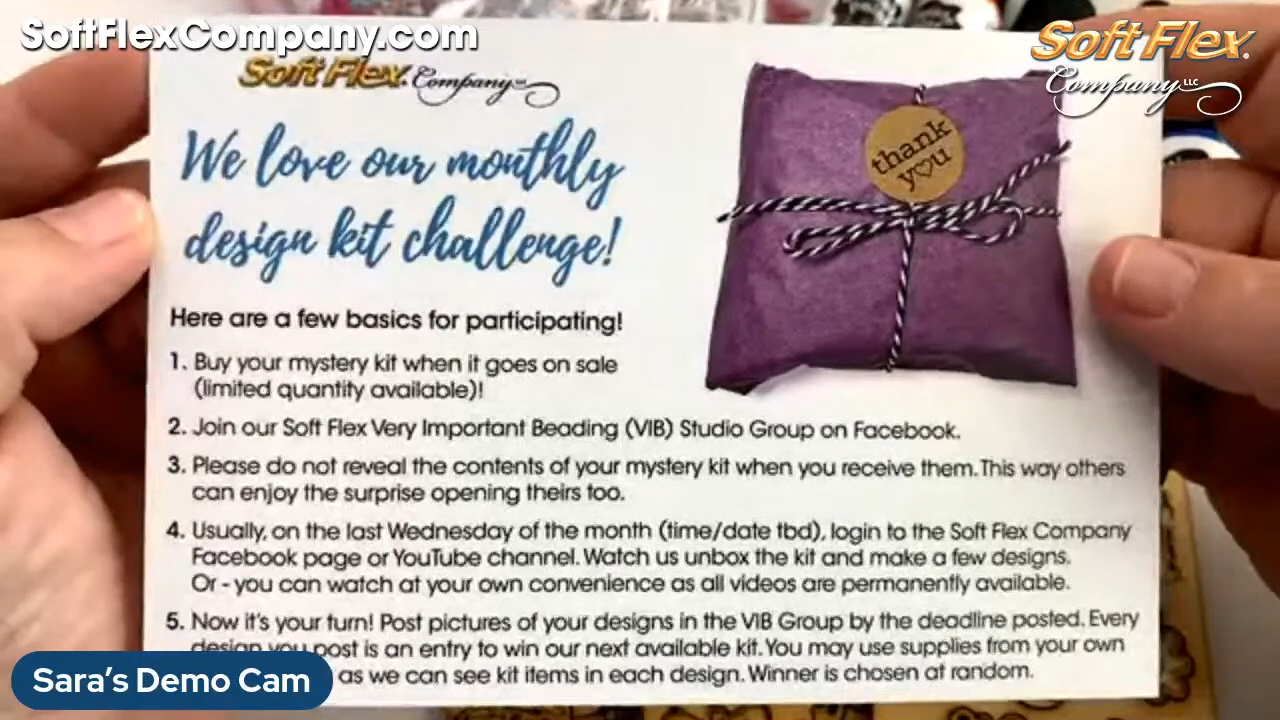 SoftFlexCompany.com
Soft Flex
Company LLC
Soft Flex Company
We love our monthly
design kit challenge!
thank
you
Here are a few basics for participating!
1. Buy your mystery kit when it goes on sale
(limited quantity available)!
2. Join our Soft Flex Very Important Beading (VIB) Studio Group on Facebook.
3. Please do not reveal the contents of your mystery kit when you receive them. This way others
can enjoy the surprise opening theirs too.
4. Usually, on the last Wednesday of the month (time/date tbd), login to the Soft Flex Company
Facebook page or YouTube channel. Watch us unbox the kit and make a few designs.
Or - you can watch at your own convenience as all videos are permanently available.
5. Now it's your turn! Post pictures of your designs in the VIB Group by the deadline posted. Every
design you post is an entry to win our next available kit. You may use supplies from your own
as we can see kit items in each design. Winner is chosen at random.
Sara's Demo Cam